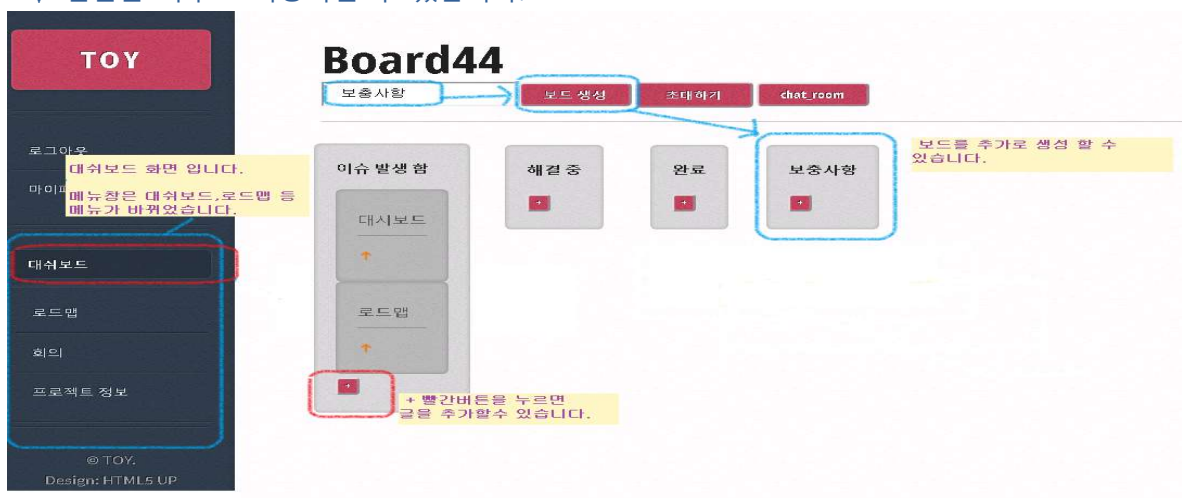 TOY
Board44
보충사항
보드 생성
초대하기
chat_room
로그아웃
대쉬보드 화면 입니다.
메뉴창은 대쉬보드,로드맵 등
메뉴가 바뀌었습니다.
대쉬보드
로드맵
회의
프로젝트 정보
© TOY.
Design: HTML5 UP
이슈 발생 함
대시보드
로드맵
+
+ 빨간버튼을 누르면
글을 추가할수 있습니다.
해결 중
+
완료
+
보충사항
+
보드를 추가로 생성 할 수
있습니다.